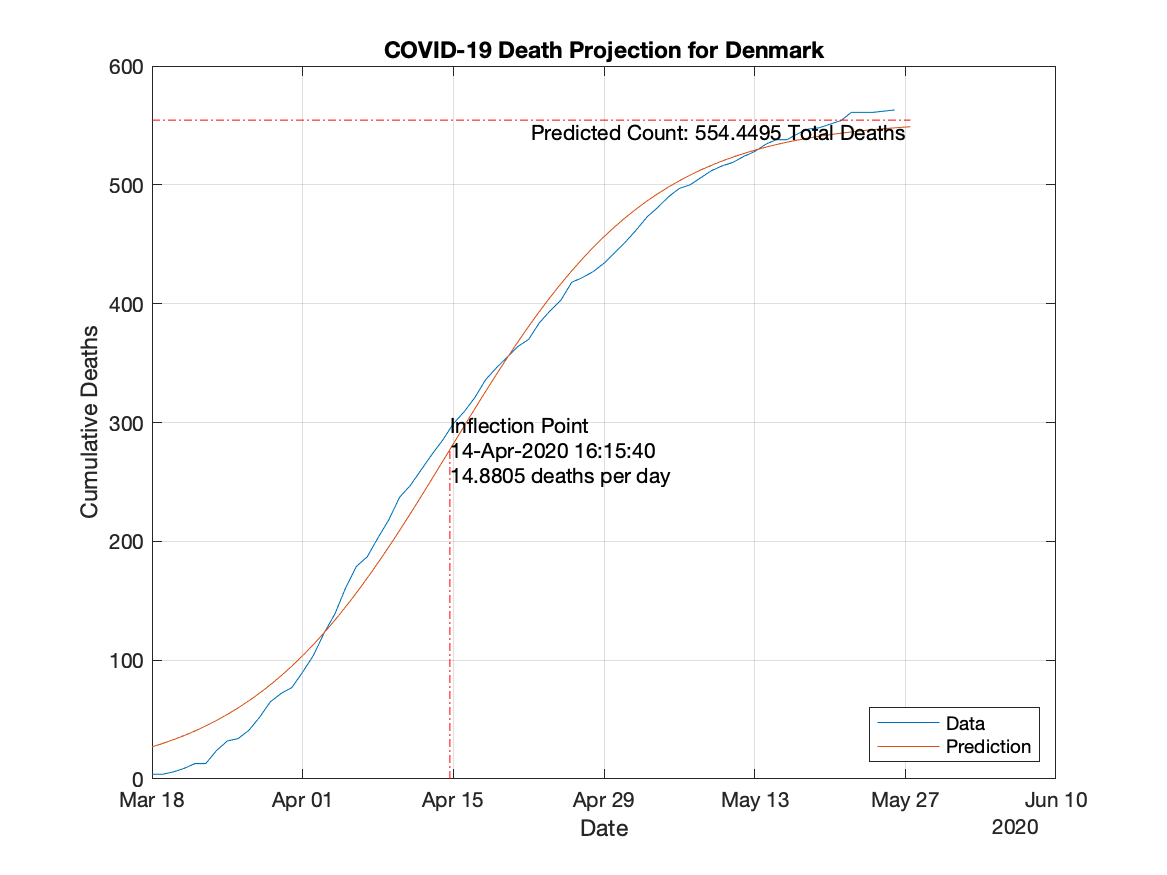 COVID-19 Death Projection for Denmark
600
500
400
300
200
100
0
Cumulative Deaths
Predicted Count: 554.4495 Total Deaths
Inflection Point
14-Apr-2020 16:15:40
14.8805 deaths per day
Data
Prediction
Mar 18 Apr 01 Apr 15 Apr 29 May 13 May 27 Jun 10
Date
2020